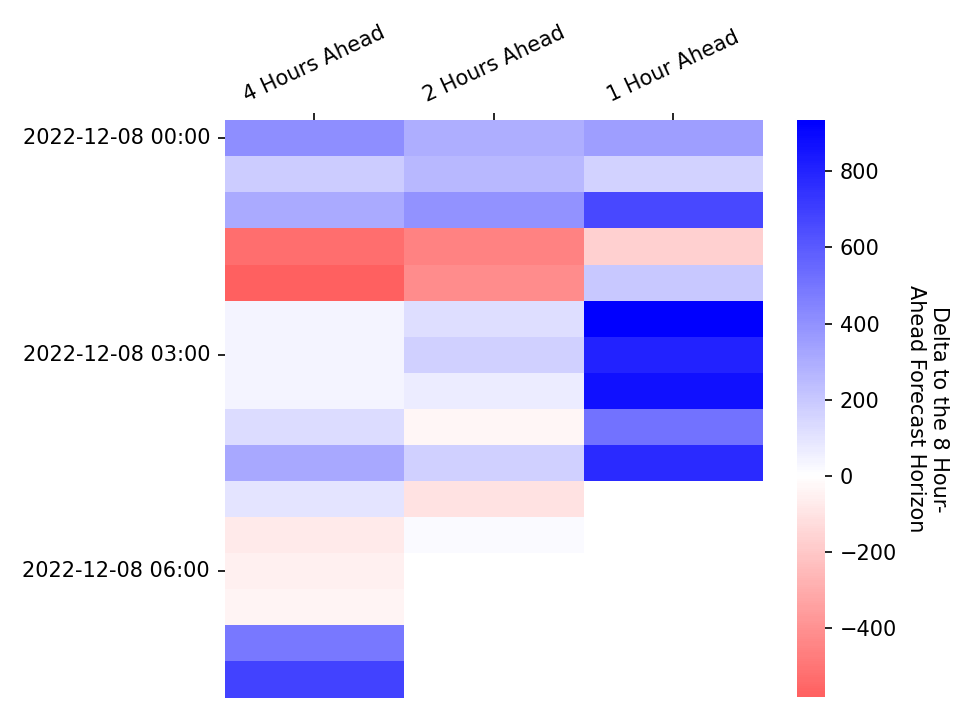 4 Hours Ahead
2 Hours Ahead
1 Hour Ahead
2022-12-08 00:00
2022-12-08 03:00
2022-12-08 06:00
800
600
400
200
0
−200
−400
Delta to the 8 Hour-
Ahead Forecast Horizon